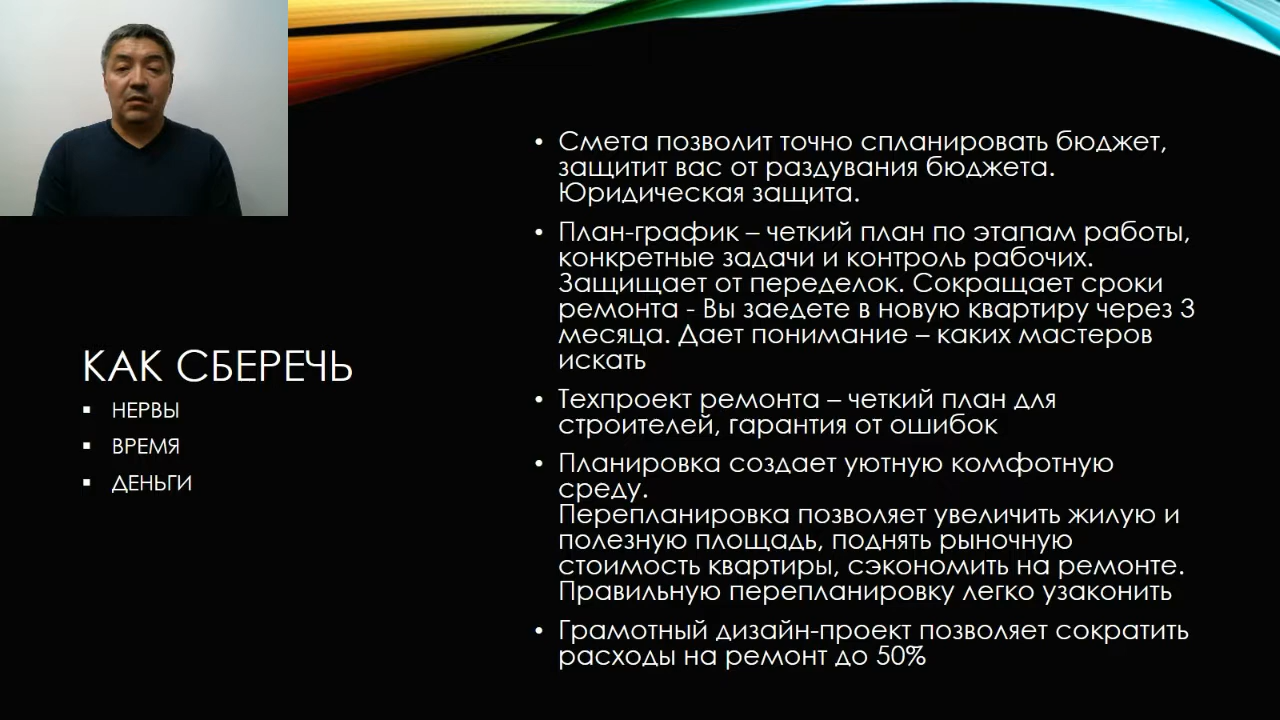 КАК СБЕРЕЧЬ
НЕРВЫ
ВРЕМЯ
ДЕНЬГИ
• Смета позволит точно спланировать бюджет,
защитит вас от раздувания бюджета.
Юридическая защита.
• План-график – четкий план по этапам работы,
конкретные задачи и контроль рабочих.
Защищает от переделок. Сокращает сроки
ремонта - Вы заедете в новую квартиру через 3
месяца. Дает понимание – каких мастеров
искать
• Техпроект ремонта – четкий план для
строителей, гарантия от ошибок
• Планировка создает уютную комфотную
среду.
Перепланировка позволяет увеличить жилую и
полезную площадь, поднять рыночную
стоимость квартиры, сэкономить на ремонте.
Правильную перепланировку легко узаконить
• Грамотный дизайн-проект позволяет сократить
расходы на ремонт до 50%